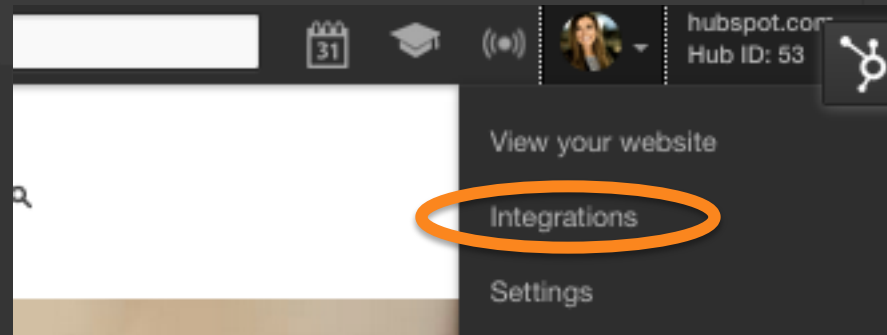 31
hubspot.com
Hub ID: 53
View your website
Integrations
Settings